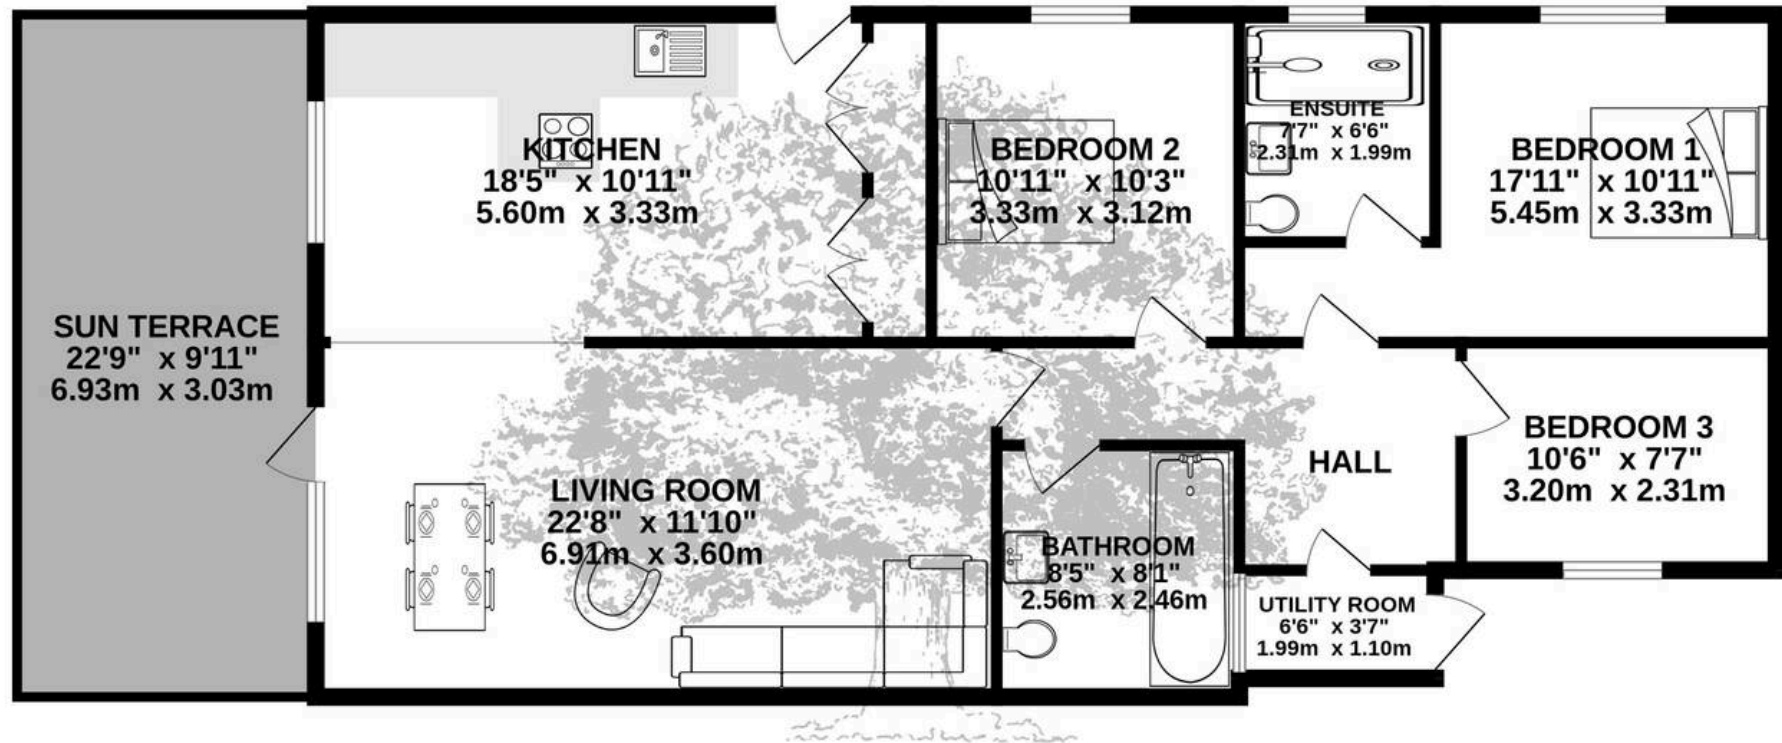 KITCHEN
18'5" x 10'11"
5.60m x 3.33m
BEDROOM 2
10'11" x 10'3"
3.33m x 3.12m
ENSUITE
7'7" x 6'6"
2.31m x 1.99m
BEDROOM 1
17'11" x 10'11"
5.45m x 3.33m
SUN TERRACE
22'9" x 9'11"
6.93m x 3.03m
LIVING ROOM
22'8" x 11'10"
6.91m x 3.60m
BATHROOM
8'5" x 8'1"
2.56m x 2.46m
HALL
BEDROOM 3
10'6" x 7'7"
3.20m x 2.31m
UTILITY ROOM
6'6" x 3'7"
1.99m x 1.10m